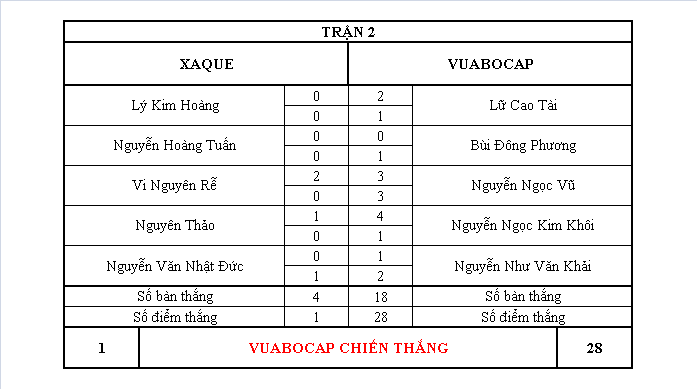 TRẬN 2
XAQUE VUABOCAP
Lý Kim Hoàng 0 2 Lữ Cao Tài
0 1
Nguyễn Hoàng Tuấn 0 0 Bùi Đông Phương
0 1
Vi Nguyên Rễ 2 3 Nguyễn Ngọc Vũ
0 3
Nguyên Thảo 1 4 Nguyễn Ngọc Kim Khôi
0 1
Nguyễn Văn Nhật Đức 0 1 Nguyễn Như Văn Khải
1 2
Số bàn thắng 4 18 Số bàn thắng
Số điểm thắng 1 28 Số điểm thắng
1 VUABOCAP CHIẾN THẮNG 28